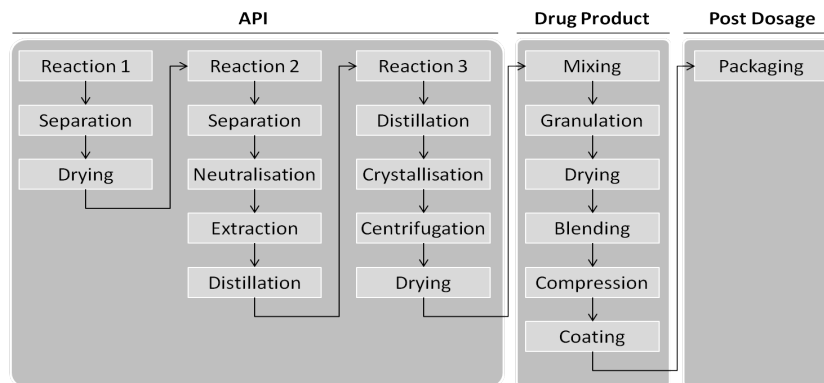 API
Drug Product
Post Dosage
Reaction 1
Separation
Drying
Reaction 2
Separation
Neutralisation
Extraction
Distillation
Reaction 3
Distillation
Crystallisation
Centrifugation
Drying
Mixing
Granulation
Drying
Blending
Compression
Coating
Packaging